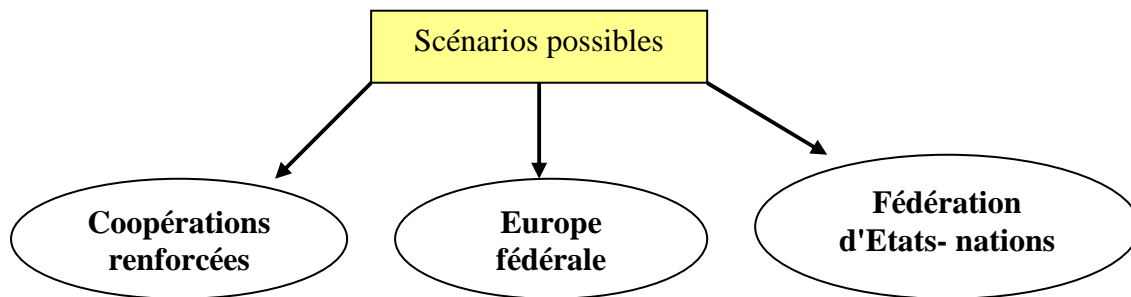 Scénarios possibles
Coopérations
renforcées
Europe
fédérale
Fédération
d'Etats- nations